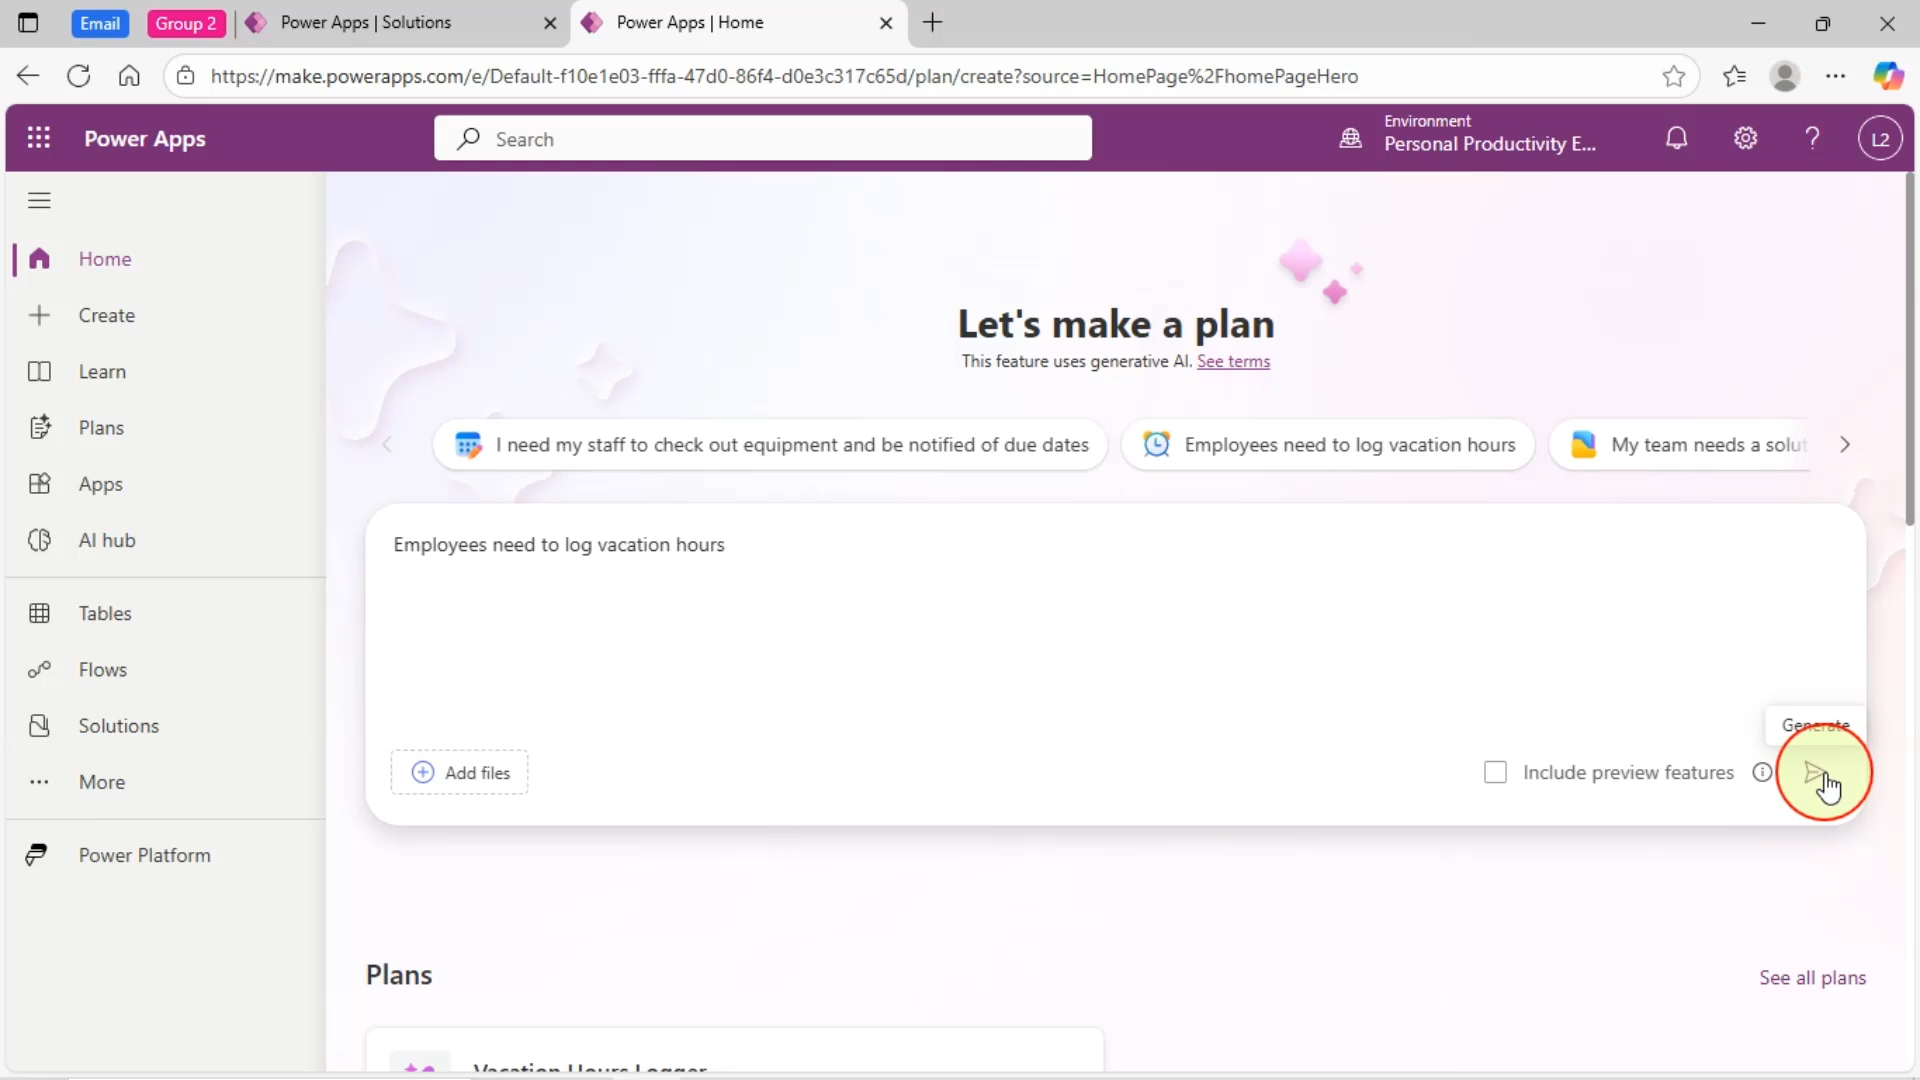 Email
Group 2
Power Apps | Solutions
Power Apps | Home
https://make.powerapps.com/e/Default-f10e1e03-fffa-47d0-86f4-d0e3c317c65d/plan/create?source=HomePage%2FhomePageHero
Power Apps
Search
Environment
Personal Productivity E...
L2
Home
Create
Learn
Plans
Apps
AI hub
Tables
Flows
Solutions
More
Power Platform
Let's make a plan
This feature uses generative AI. See terms
I need my staff to check out equipment and be notified of due dates
Employees need to log vacation hours
My team needs a solut
Employees need to log vacation hours
Generate
Add files
Include preview features
Plans
See all plans
Vacation Hours Logger